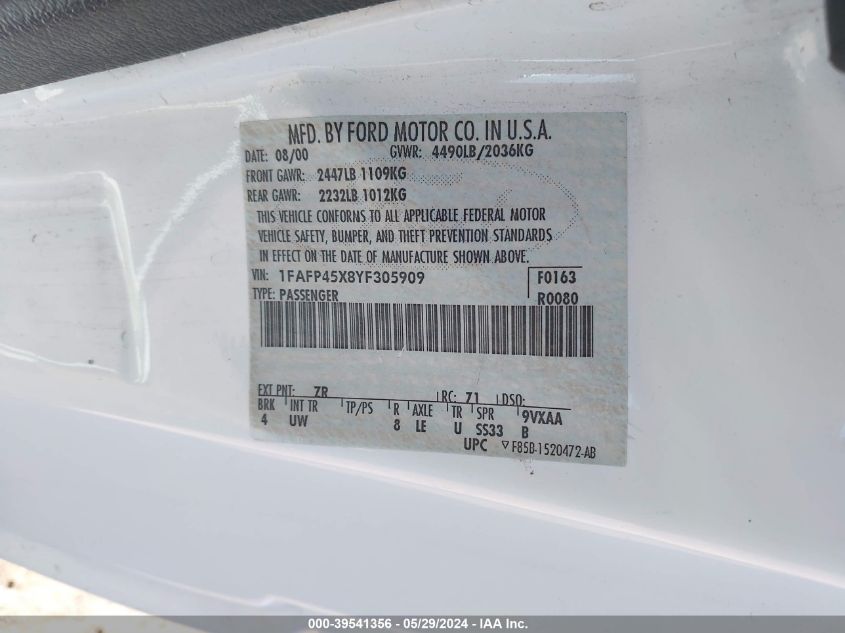 MFD. BY FORD MOTOR CO. IN U.S.A.
DATE: 08/00 GVWR: 4490LB/2036KG
FRONT GAWR: 2447LB 1109KG
REAR GAWR: 2232LB 1012KG
THIS VEHICLE CONFORMS TO ALL APPLICABLE FEDERAL MOTOR
VEHICLE SAFETY, BUMPER, AND THEFT PREVENTION STANDARDS
IN EFFECT ON THE DATE OF MANUFACTURE SHOWN ABOVE.
VIN: 1FAFP45X8YF305909 F0163
TYPE: PASSENGER R0080
EXT PNT: ZR RC: 71 DSO:
BRK INT TR TP/PS R AXLE TR SPR 9VXAA
4 UW 8 LE U SS33 B
UPC F85B-1520472-AB
000-39541356 - 05/29/2024 - IAA Inc.